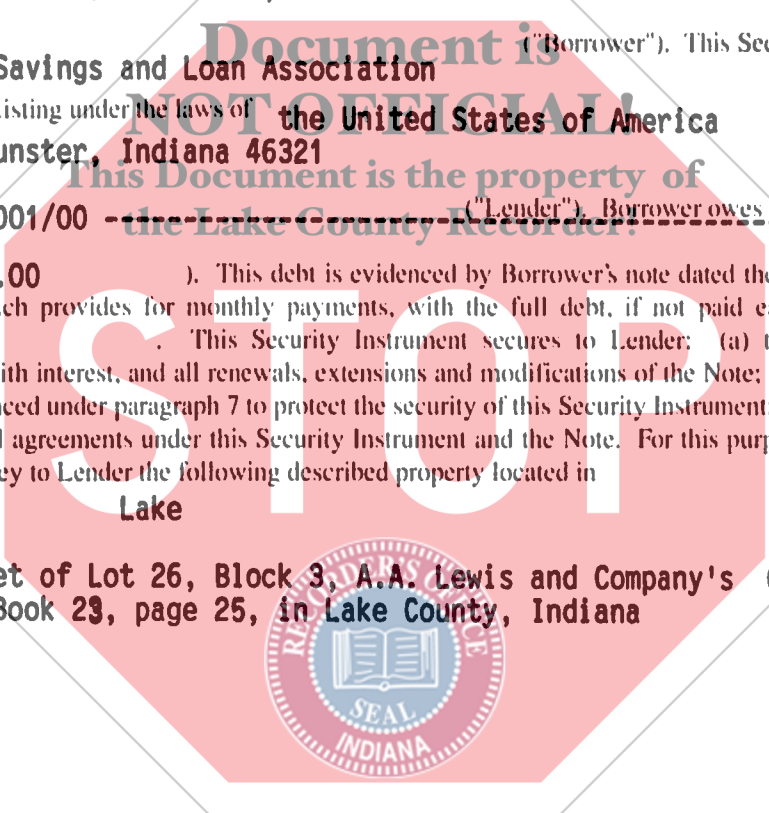 Document is
("Borrower"). This Sec
Savings and Loan Association
isting under the laws of the United States of America
NOT OFFICIAL!
unster, Indiana 46321
This Document is the property of
001/00 ------------------------ ("Lender"). Borrower owes
the Lake County Recorder!
.00 ). This debt is evidenced by Borrower's note dated the
ch provides for monthly payments, with the full debt, if not paid ea
. This Security Instrument secures to Lender: (a) t
ith interest, and all renewals, extensions and modifications of the Note;
nced under paragraph 7 to protect the security of this Security Instrument;
l agreements under this Security Instrument and the Note. For this purp
ey to Lender the following described property located in
STOP
Lake
et of Lot 26, Block 3, A.A. Lewis and Company's
Book 23, page 25, in Lake County, Indiana
RECORDER'S OFFICE
SEAL
INDIANA